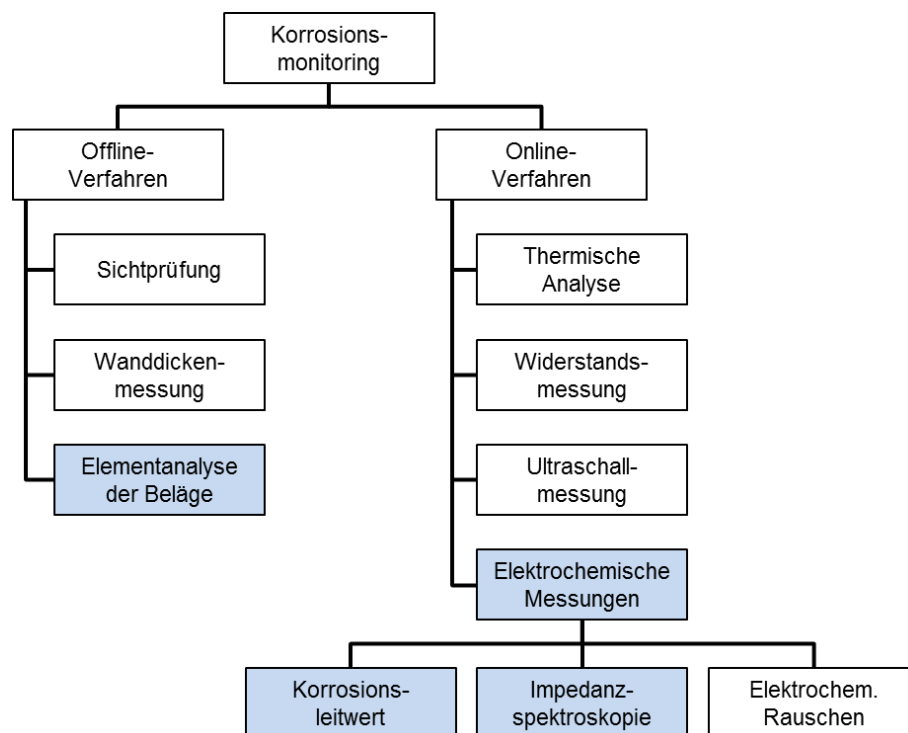 Korrosions-
monitoring
Offline-
Verfahren
Online-
Verfahren
Sichtprüfung
Thermische
Analyse
Wanddicken-
messung
Widerstands-
messung
Elementanalyse
der Beläge
Ultraschall-
messung
Elektrochemische
Messungen
Korrosions-
leitwert
Impedanz-
spektroskopie
Elektrochem.
Rauschen